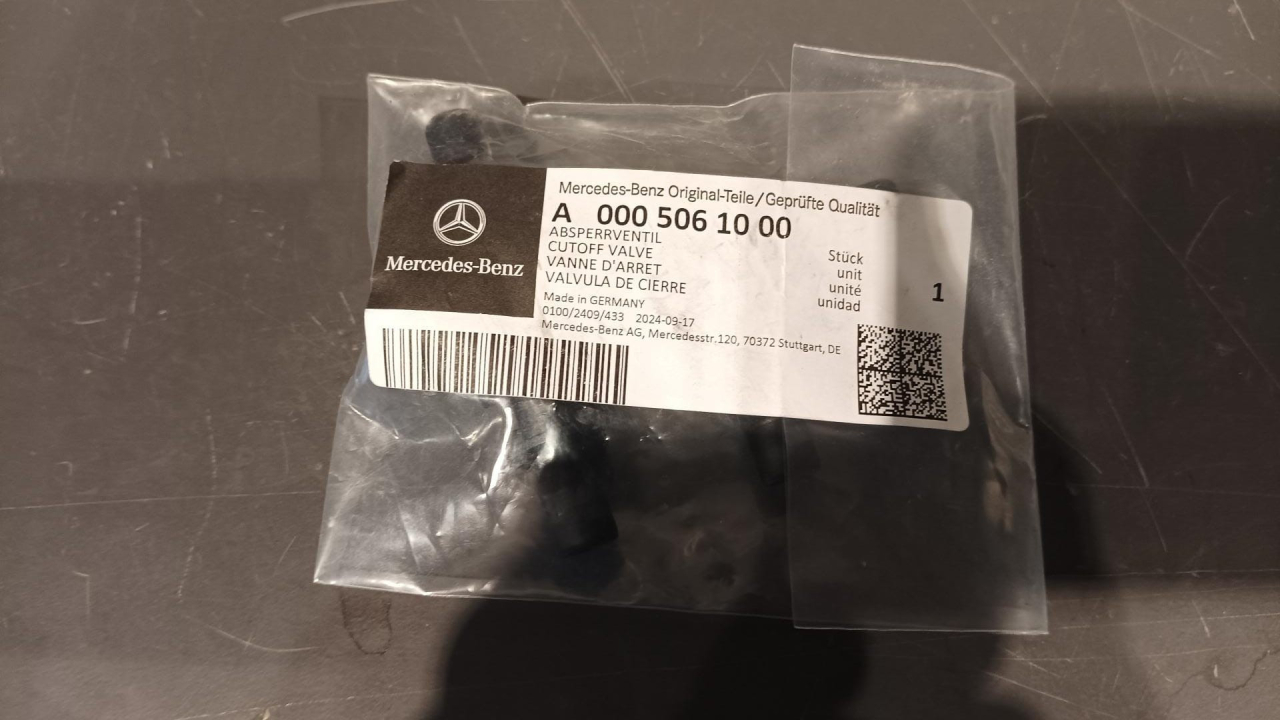 Mercedes-Benz
Mercedes-Benz Original-Teile/Geprüfte Qualität
A 000 506 10 00
ABSPERRVENTIL
CUTOFF VALVE
VANNE D'ARRET
VALVULA DE CIERRE
Stück
unit
unité
unidad
1
Made in GERMANY
0100/2409/433 2024-09-17
Mercedes-Benz AG, Mercedesstr.120, 70372 Stuttgart, DE